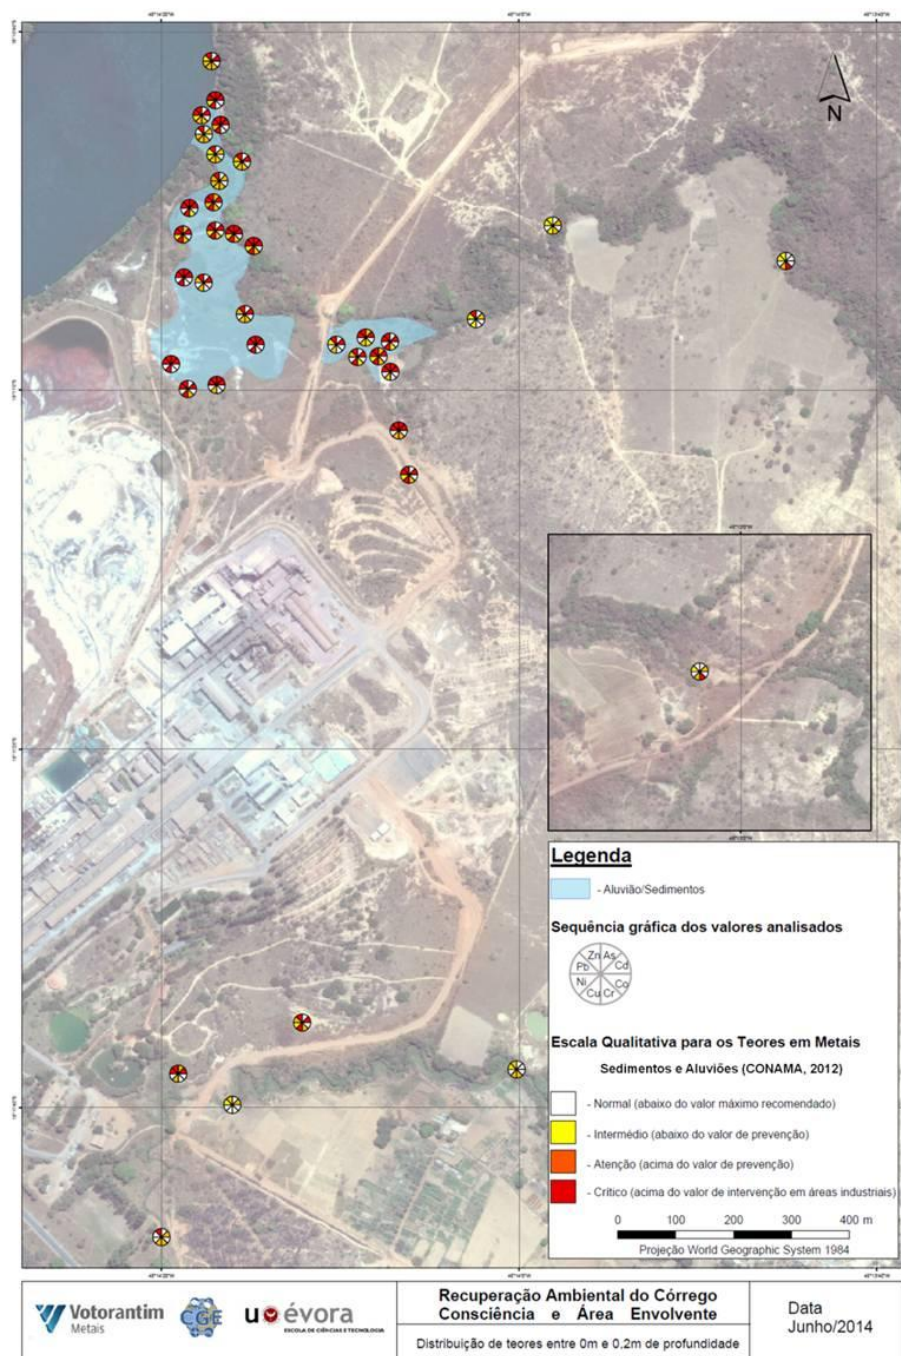 N
Legenda
- Aluvião/Sedimentos
Sequência gráfica dos valores analisados
Zn As
Pb Cd
Ni Co
Cu Cr
Escala Qualitativa para os Teores em Metais
Sedimentos e Aluviões (CONAMA, 2012)
- Normal (abaixo do valor máximo recomendado)
- Intermédio (abaixo do valor de prevenção)
- Atenção (acima do valor de prevenção)
- Crítico (acima do valor de intervenção em áreas industriais)
0 100 200 300 400 m
Projeção World Geographic System 1984
Votorantim
Metais
CGE
u évora
ESCOLA DE CIÊNCIAS E TECNOLOGIA
Recuperação Ambiental do Córrego
Consciência e Área Envolvente
Distribuição de teores entre 0m e 0,2m de profundidade
Data
Junho/2014